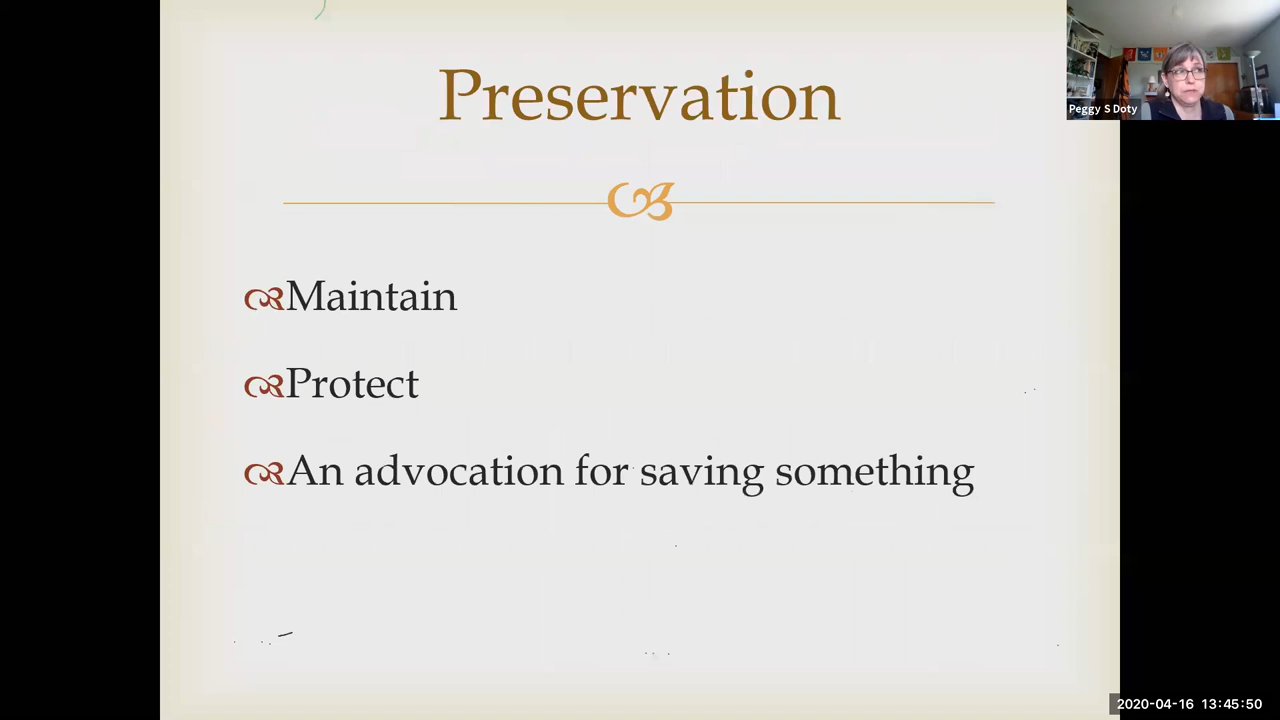 Preservation
Peggy S Doty
Maintain
Protect
An advocation for saving something
2020-04-16 13:45:50